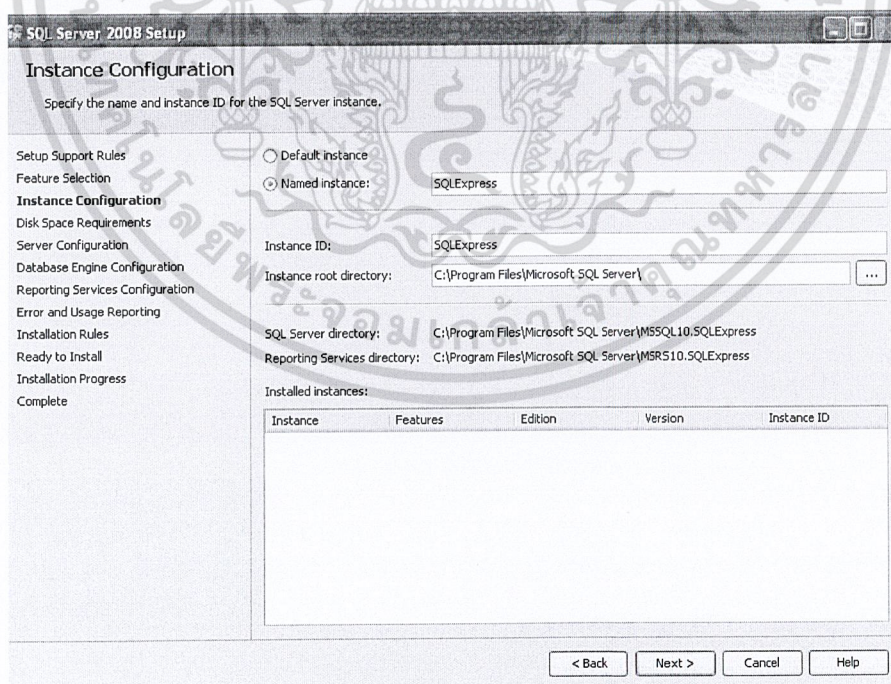 SQL Server 2008 Setup
Instance Configuration
Specify the name and instance ID for the SQL Server instance.
Setup Support Rules
Feature Selection
Instance Configuration
Disk Space Requirements
Server Configuration
Database Engine Configuration
Reporting Services Configuration
Error and Usage Reporting
Installation Rules
Ready to Install
Installation Progress
Complete
Default instance
Named instance: SQLExpress
Instance ID: SQLExpress
Instance root directory: C:\Program Files\Microsoft SQL Server\ ...
SQL Server directory: C:\Program Files\Microsoft SQL Server\MSSQL10.SQLExpress
Reporting Services directory: C:\Program Files\Microsoft SQL Server\MSRS10.SQLExpress
Installed instances:
Instance Features Edition Version Instance ID
< Back Next > Cancel Help